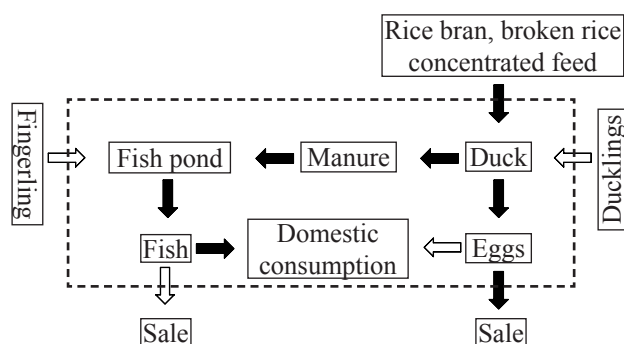 Rice bran, broken rice
concentrated feed
Fingerling
Fish pond
Manure
Duck
Ducklings
Fish
Domestic
consumption
Eggs
Sale
Sale